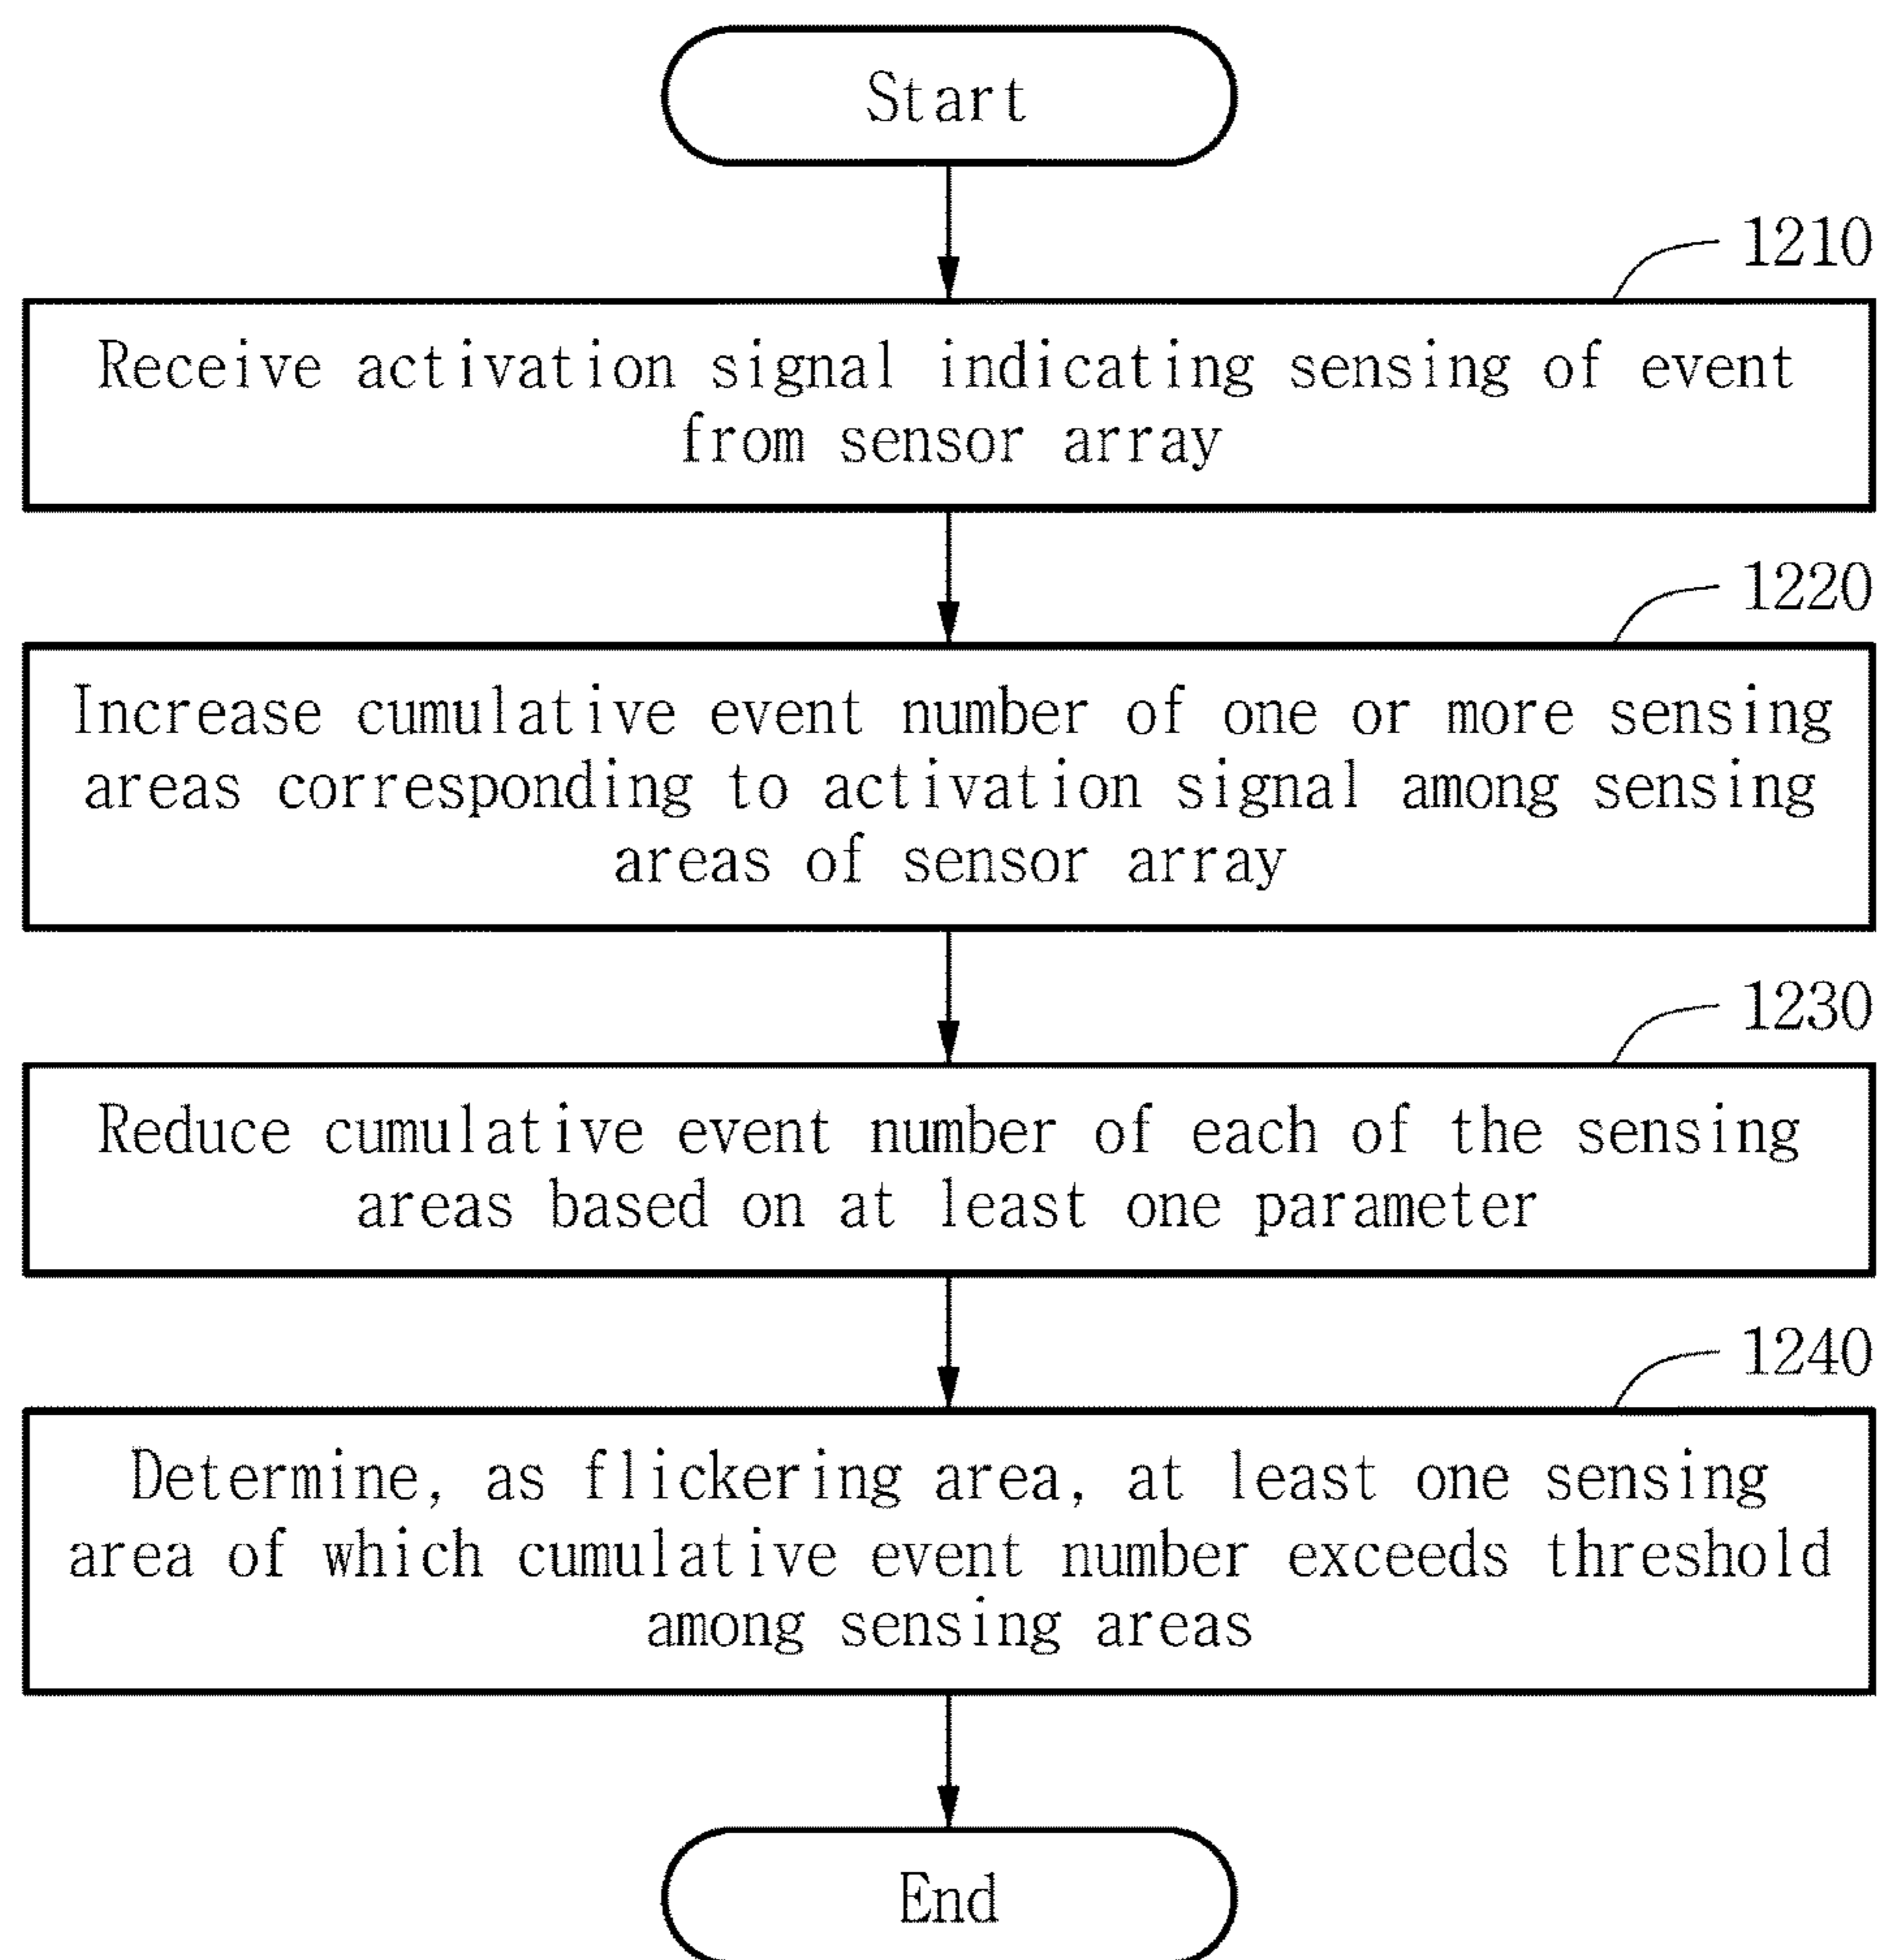 Start
1210
Receive activation signal indicating sensing of event
from sensor array
1220
Increase cumulative event number of one or more sensing
areas corresponding to activation signal among sensing
areas of sensor array
1230
Reduce cumulative event number of each of the sensing
areas based on at least one parameter
1240
Determine, as flickering area, at least one sensing
area of which cumulative event number exceeds threshold
among sensing areas
End